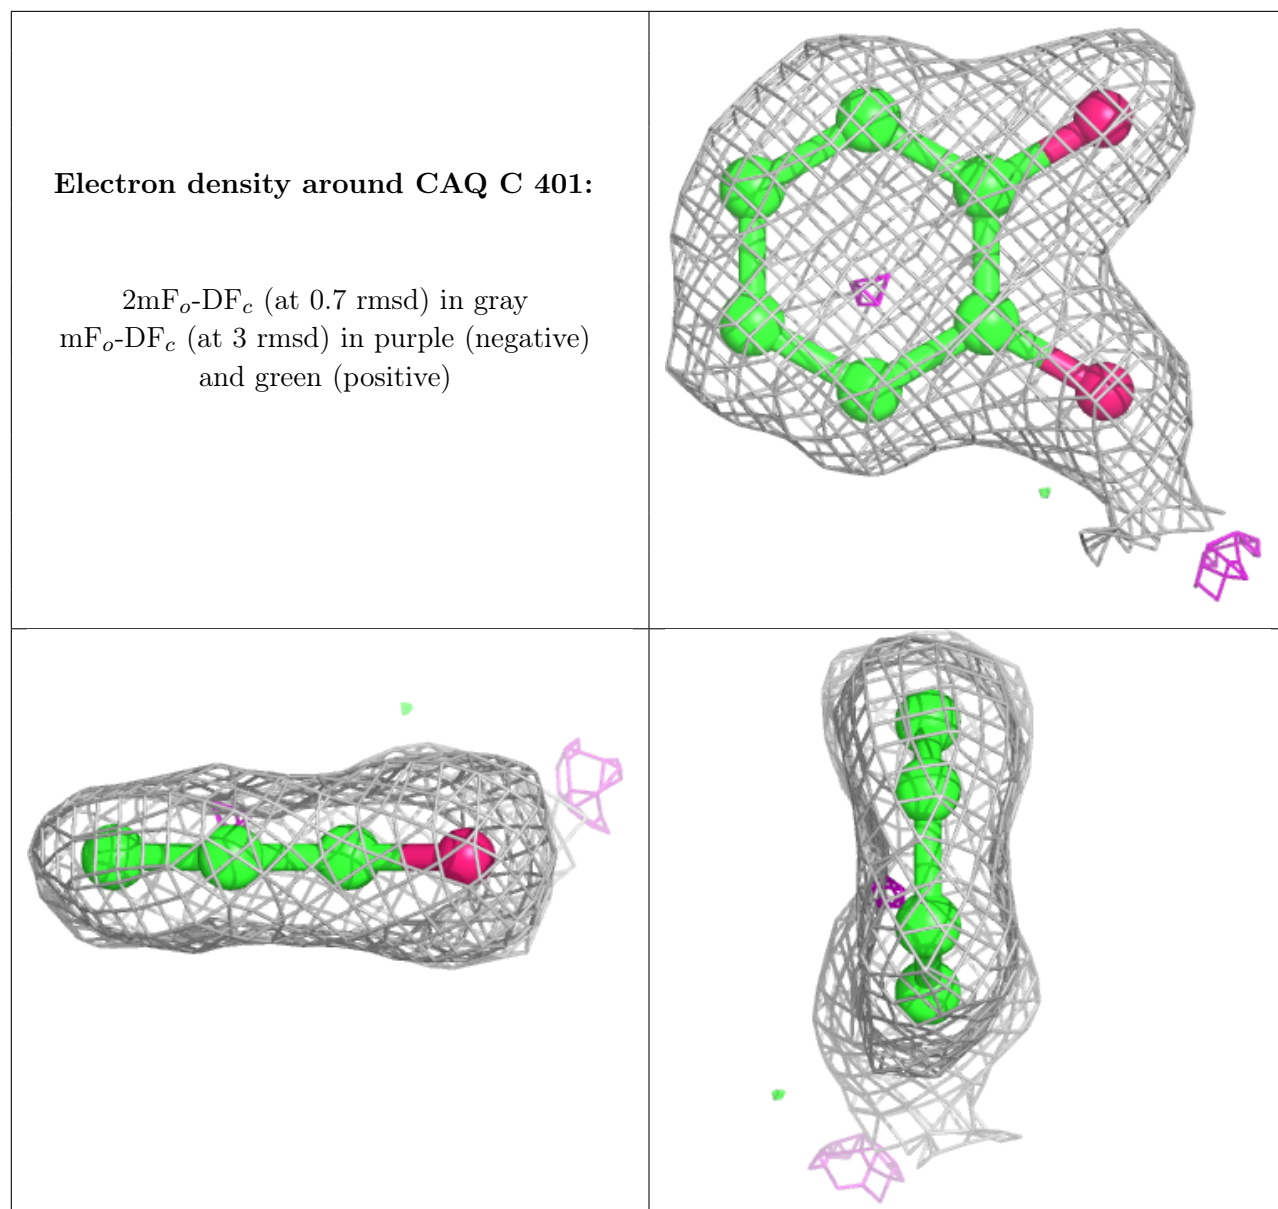 Electron density around CAQ C 401:
2mFo-DFc (at 0.7 rmsd) in gray
mFo-DFc (at 3 rmsd) in purple (negative)
and green (positive)